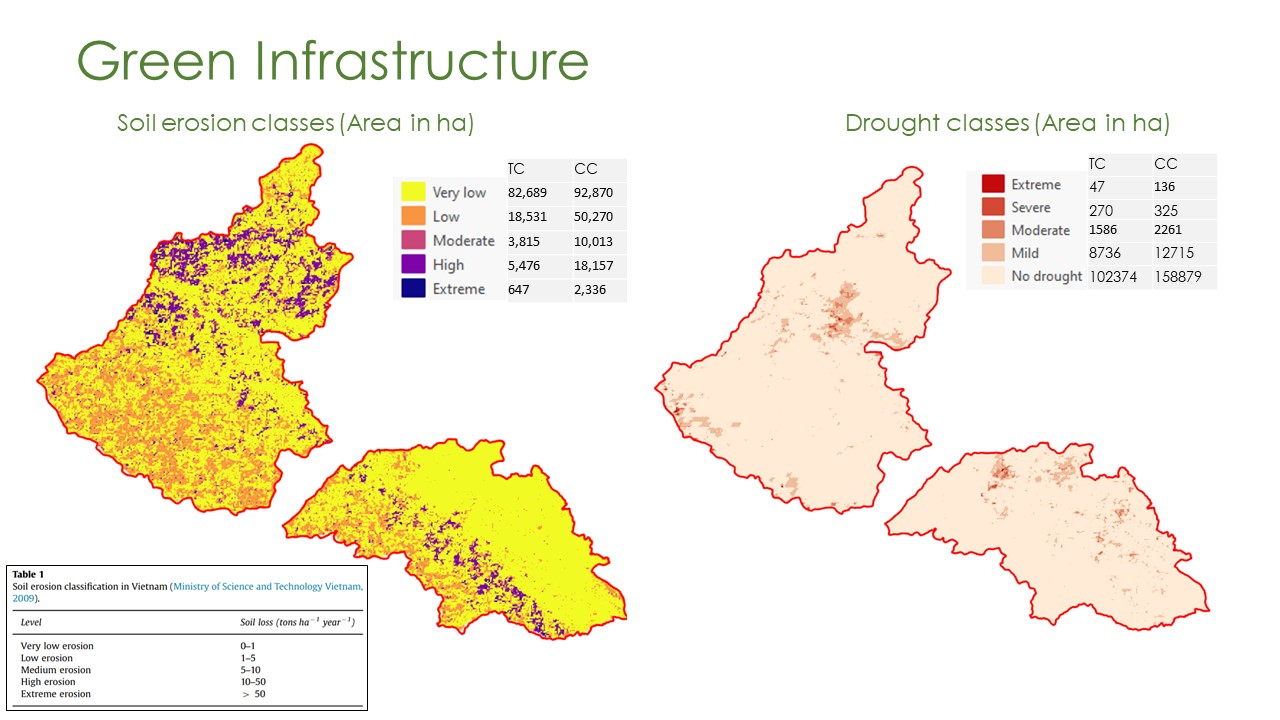 Green Infrastructure
Soil erosion classes (Area in ha)
TC CC
Very low 82,689 92,870
Low 18,531 50,270
Moderate 3,815 10,013
High 5,476 18,157
Extreme 647 2,336
Drought classes (Area in ha)
TC CC
Extreme 47 136
Severe 270 325
Moderate 1586 2261
Mild 8736 12715
No drought 102374 158879
Table 1
Soil erosion classification in Vietnam (Ministry of Science and Technology Vietnam,
2009).
Level Soil loss (tons ha⁻¹ year⁻¹)
Very low erosion 0–1
Low erosion 1–5
Medium erosion 5–10
High erosion 10–50
Extreme erosion > 50